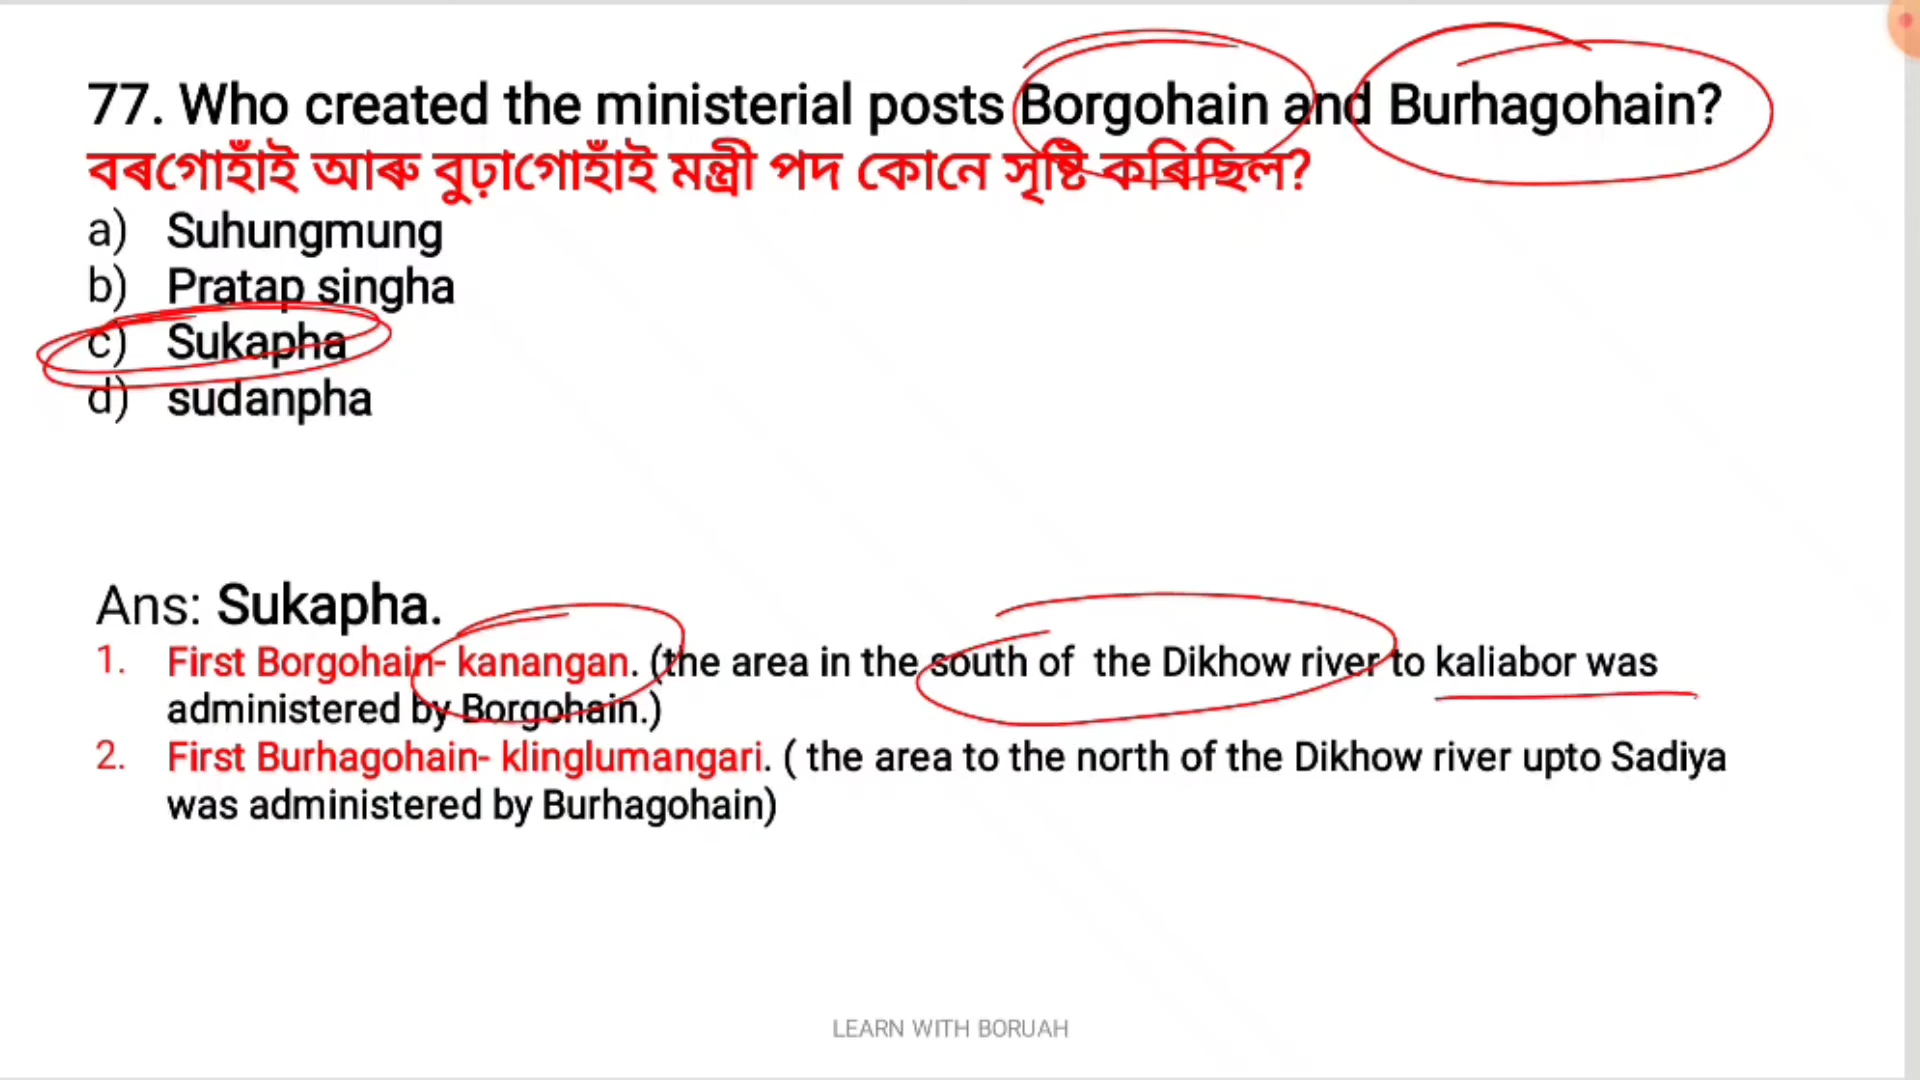 77. Who created the ministerial posts Borgohain and Burhagohain?
বৰগোহাঁই আৰু বুঢ়াগোহাঁই মন্ত্ৰী পদ কোনে সৃষ্টি কৰিছিল?
a) Suhungmung
b) Pratap singha
c) Sukapha
d) sudanpha
Ans: Sukapha.
1. First Borgohain- kanangan. (the area in the south of the Dikhow river to kaliabor was
administered by Borgohain.)
2. First Burhagohain- klinglumangari. ( the area to the north of the Dikhow river upto Sadiya
was administered by Burhagohain)
LEARN WITH BORUAH